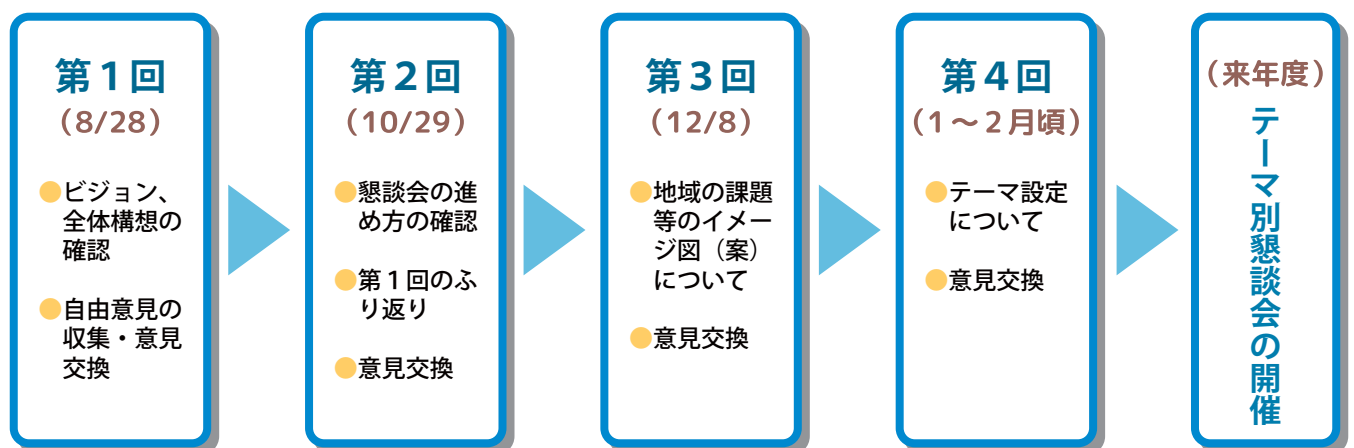 第1回
（8/28）
●ビジョン、
全体構想の
確認
●自由意見の
収集・意見
交換
第2回
（10/29）
●懇談会の進
め方の確認
●第1回のふ
り返り
●意見交換
第3回
（12/8）
●地域の課題
等のイメー
ジ図（案）
について
●意見交換
第4回
（1～2月頃）
●テーマ設定
について
●意見交換
（来年度）
テーマ別懇談会の開催